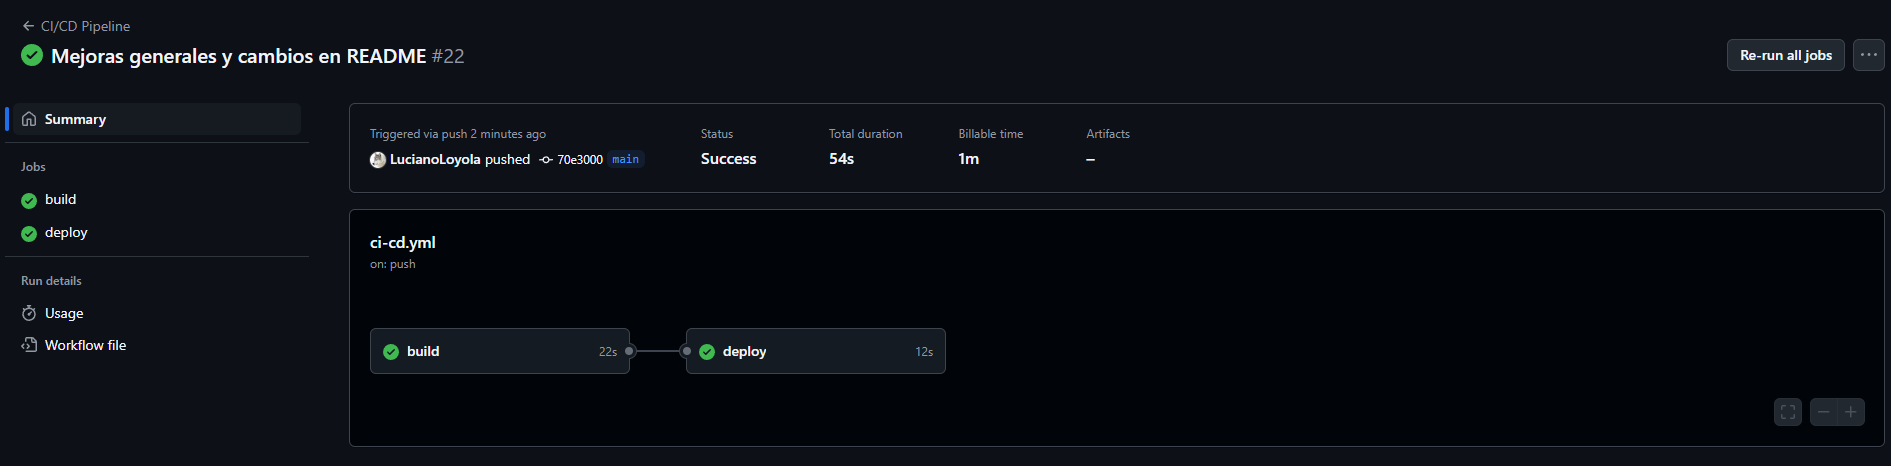 CI/CD Pipeline
Mejoras generales y cambios en README #22
Re-run all jobs
Summary
Jobs
build
deploy
Run details
Usage
Workflow file
Triggered via push 2 minutes ago
LucianoLoyola pushed 70e3000 main
Status
Success
Total duration
54s
Billable time
1m
Artifacts
–
ci-cd.yml
on: push
build 22s
deploy 12s